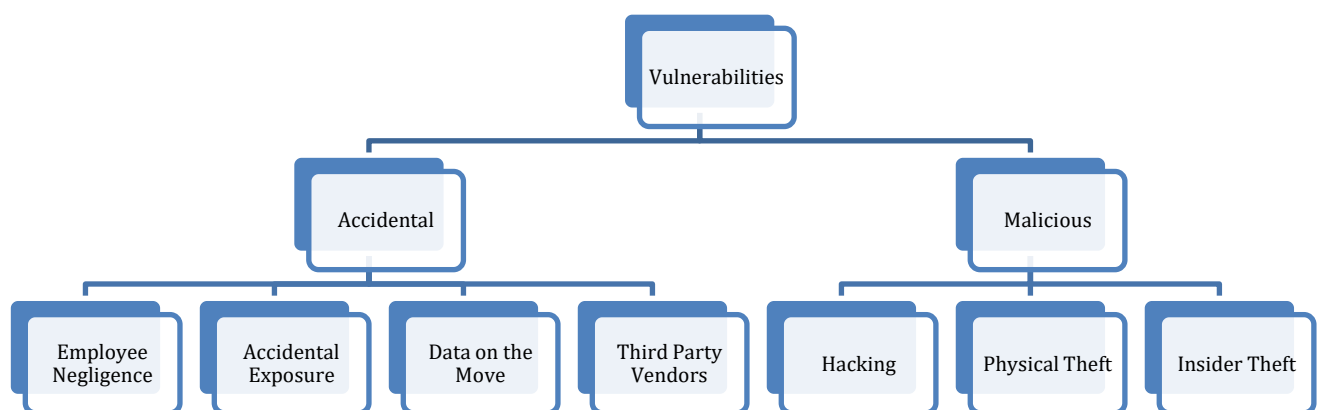 Vulnerabilities
Accidental
Malicious
Employee
Negligence
Accidental
Exposure
Data on the
Move
Third Party
Vendors
Hacking
Physical Theft
Insider Theft